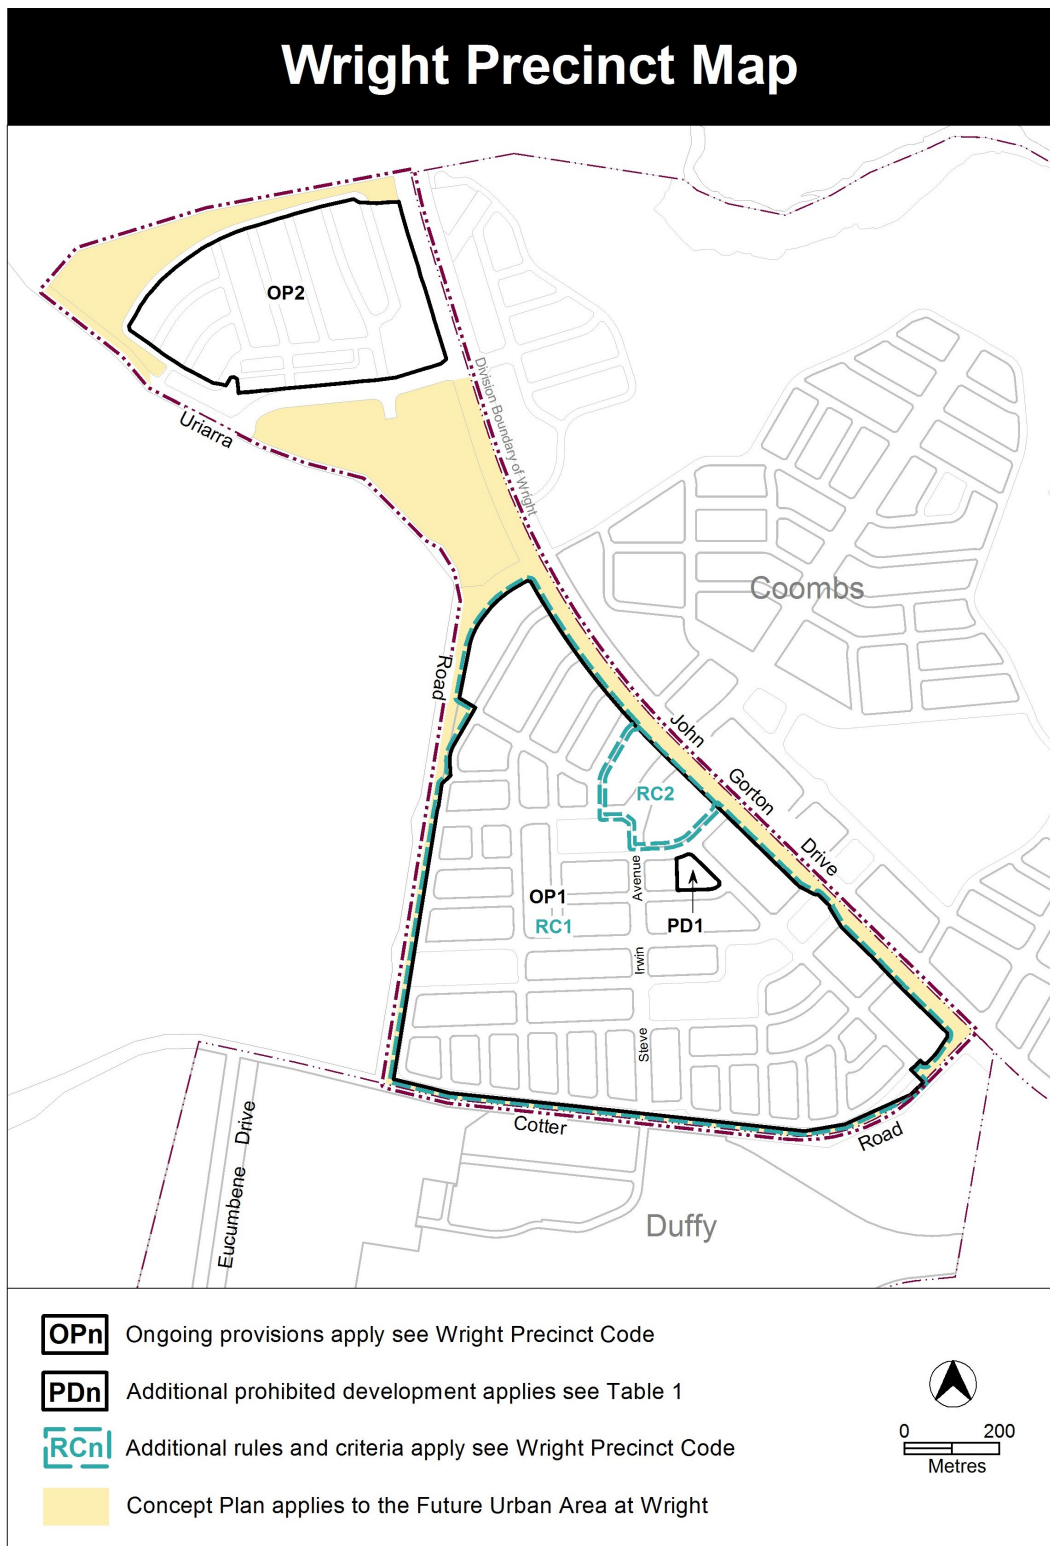 Wright Precinct Map
OP2
Uriarra
Division Boundary of Wright
Coombs
Road
John
Gorton
Drive
RC2
Avenue
OP1
RC1
PD1
Irwin
Steve
Cotter
Road
Eucumbene Drive
Duffy
OPn Ongoing provisions apply see Wright Precinct Code
PDn Additional prohibited development applies see Table 1
RCn Additional rules and criteria apply see Wright Precinct Code
Concept Plan applies to the Future Urban Area at Wright
0 200
Metres